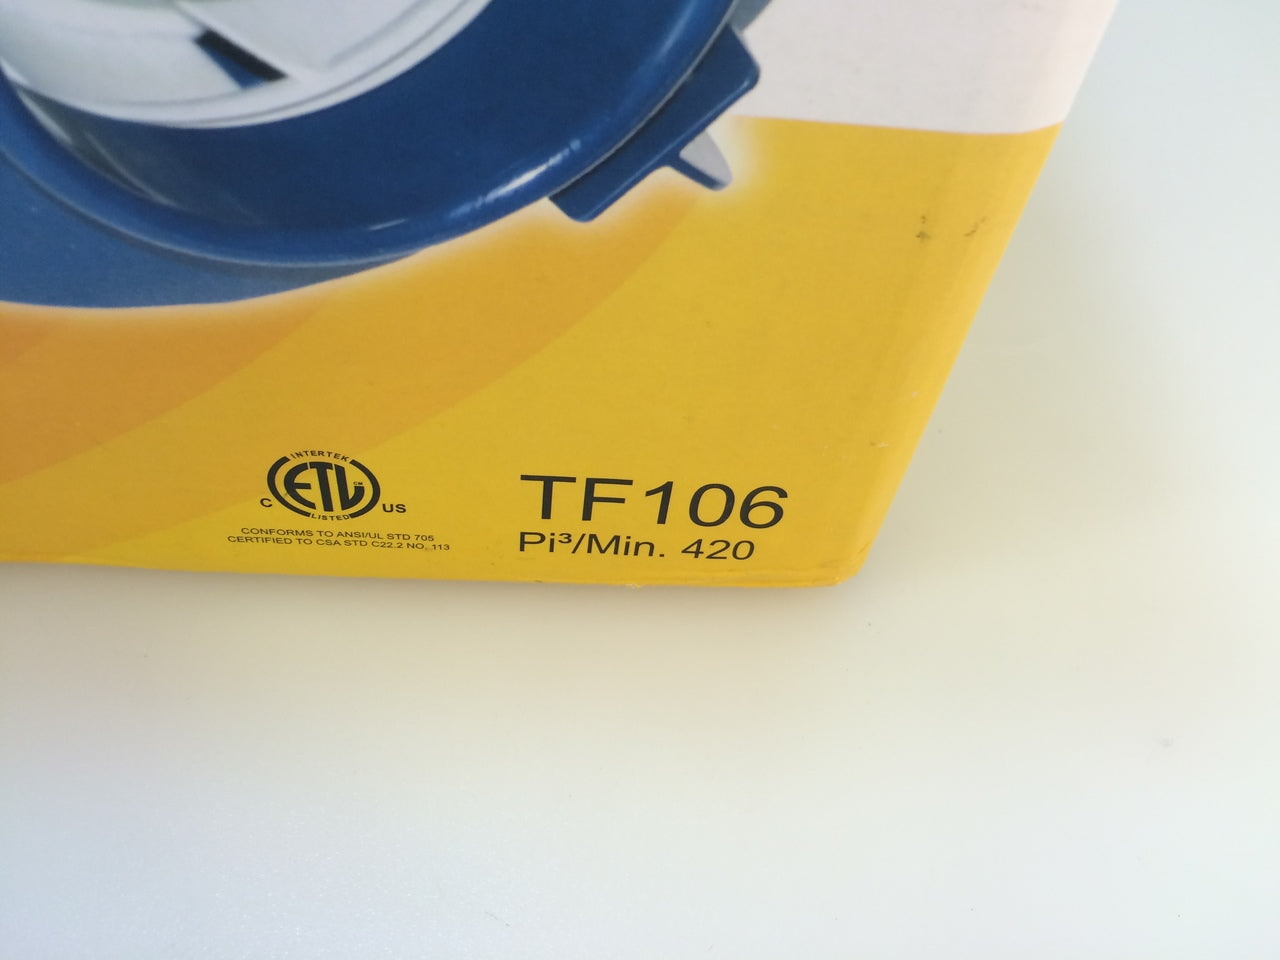 INTERTEK
ETL CM
C US
LISTED
CONFORMS TO ANSI/UL STD 705
CERTIFIED TO CSA STD C22.2 NO. 113
TF106
Pi³/Min. 420